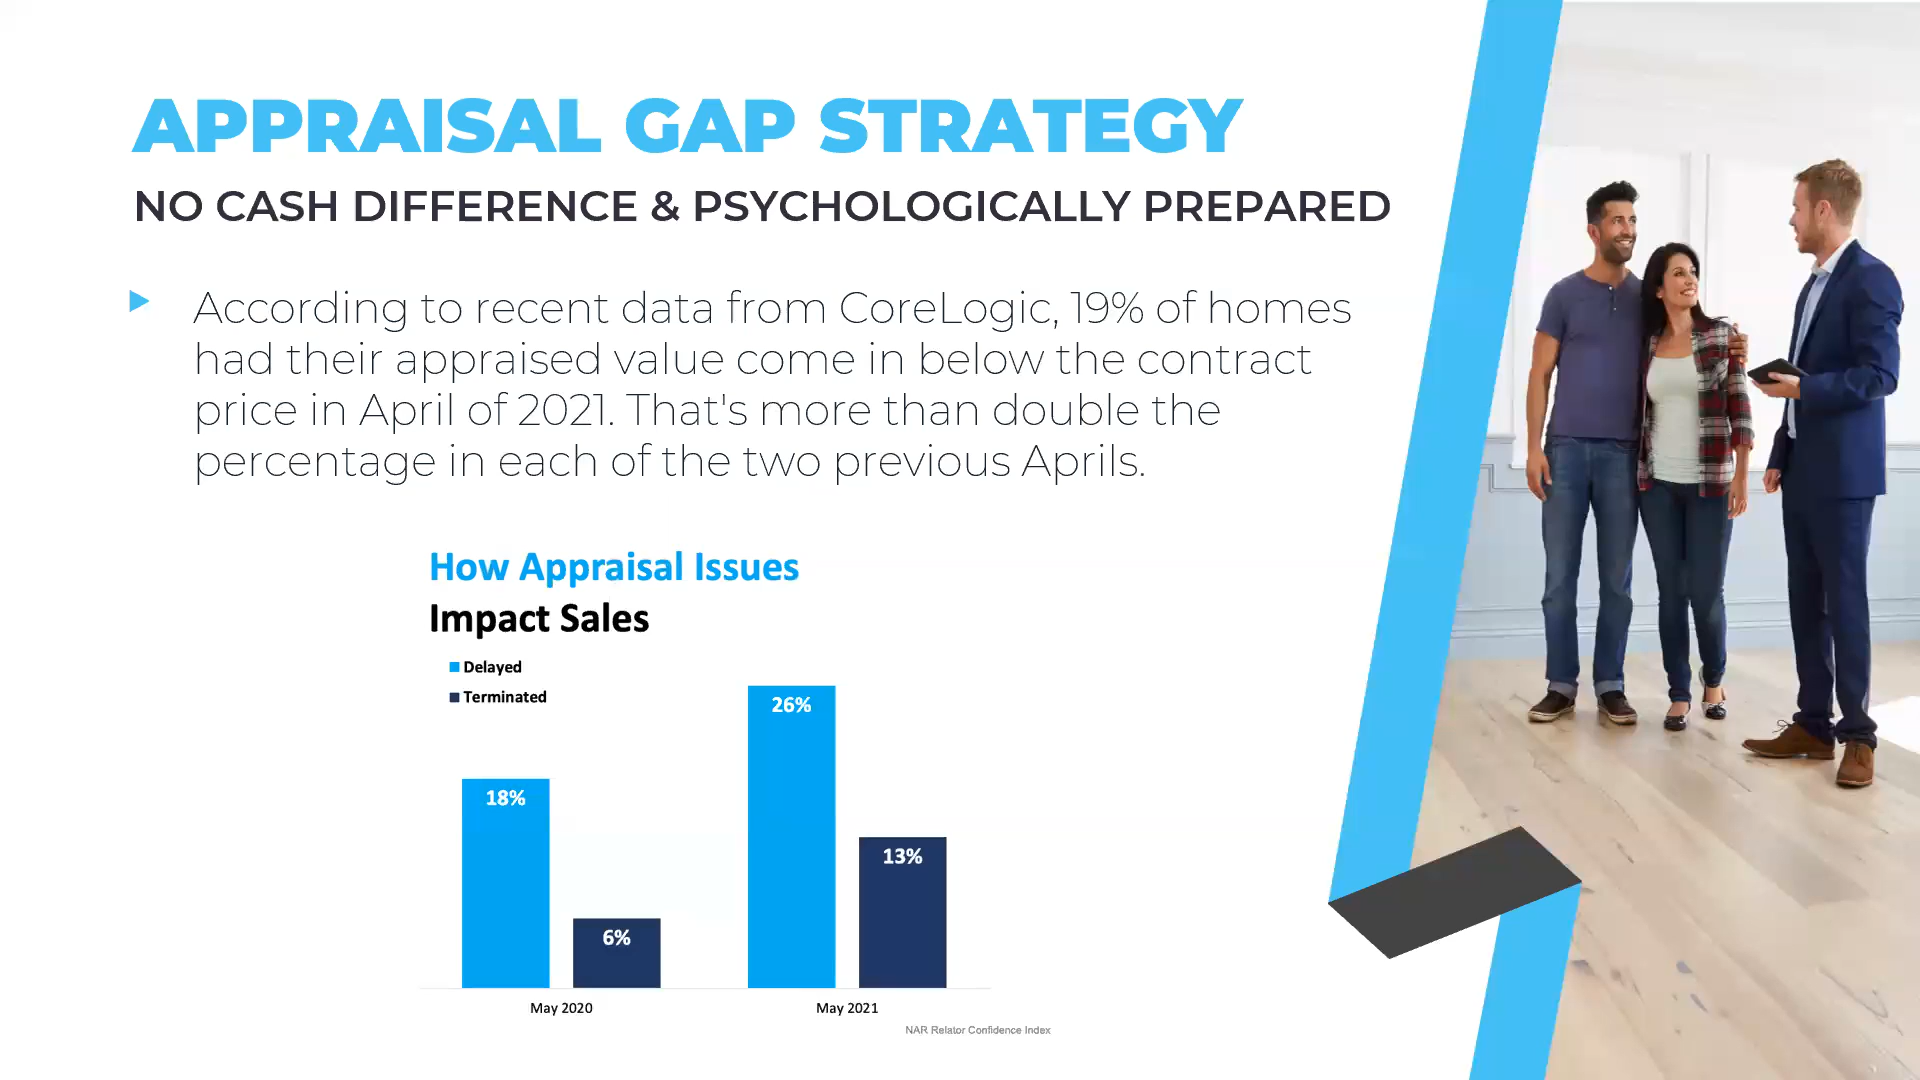 APPRAISAL GAP STRATEGY
NO CASH DIFFERENCE & PSYCHOLOGICALLY PREPARED
According to recent data from CoreLogic, 19% of homes
had their appraised value come in below the contract
price in April of 2021. That's more than double the
percentage in each of the two previous Aprils.
How Appraisal Issues
Impact Sales
Delayed
Terminated
18%
6%
26%
13%
May 2020
May 2021
NAR Relator Confidence Index